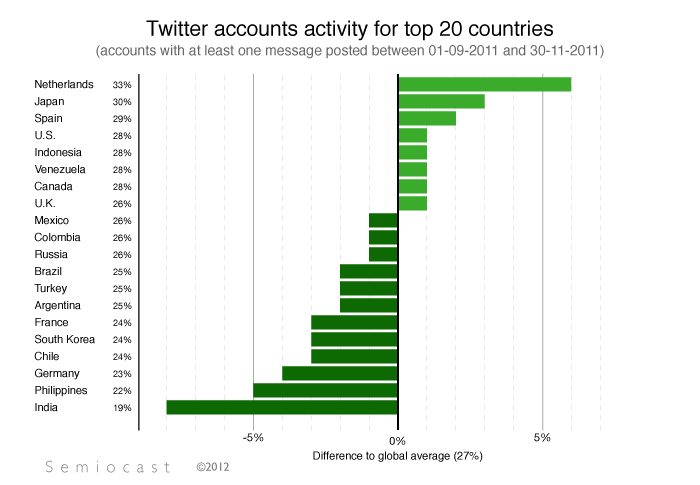 Twitter accounts activity for top 20 countries
(accounts with at least one message posted between 01-09-2011 and 30-11-2011)
Netherlands 33%
Japan 30%
Spain 29%
U.S. 28%
Indonesia 28%
Venezuela 28%
Canada 28%
U.K. 26%
Mexico 26%
Colombia 26%
Russia 26%
Brazil 25%
Turkey 25%
Argentina 25%
France 24%
South Korea 24%
Chile 24%
Germany 23%
Philippines 22%
India 19%
-5% 0% 5%
Difference to global average (27%)
Semiocast ©2012